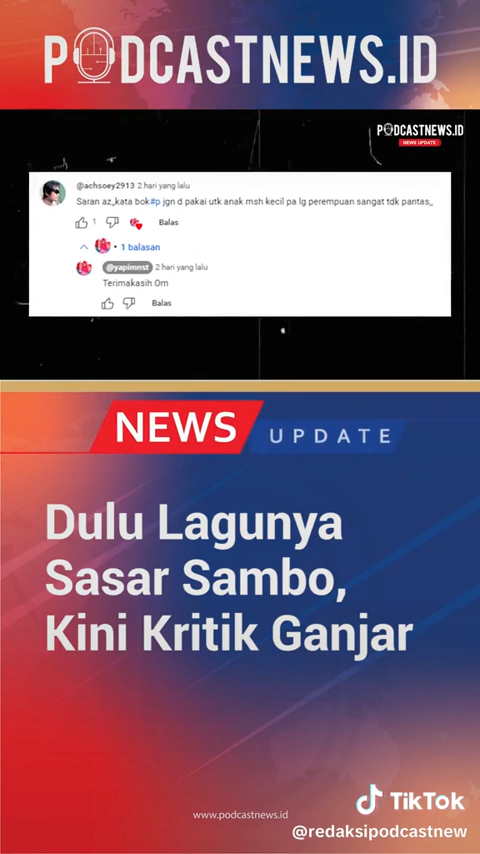 PODCASTNEWS.ID
PODCASTNEWS.ID
NEWS UPDATE
@achsoey2913 2 hari yang lalu
Saran az,,kata bok#p jgn d pakai utk anak msh kecil pa lg perempuan sangat tdk pantas,,
1 Balas
1 balasan
@yapimnst 2 hari yang lalu
Terimakasih Om
Balas
NEWS UPDATE
Dulu Lagunya
Sasar Sambo,
Kini Kritik Ganjar
www.podcastnews.id
TikTok
@redaksipodcastnew